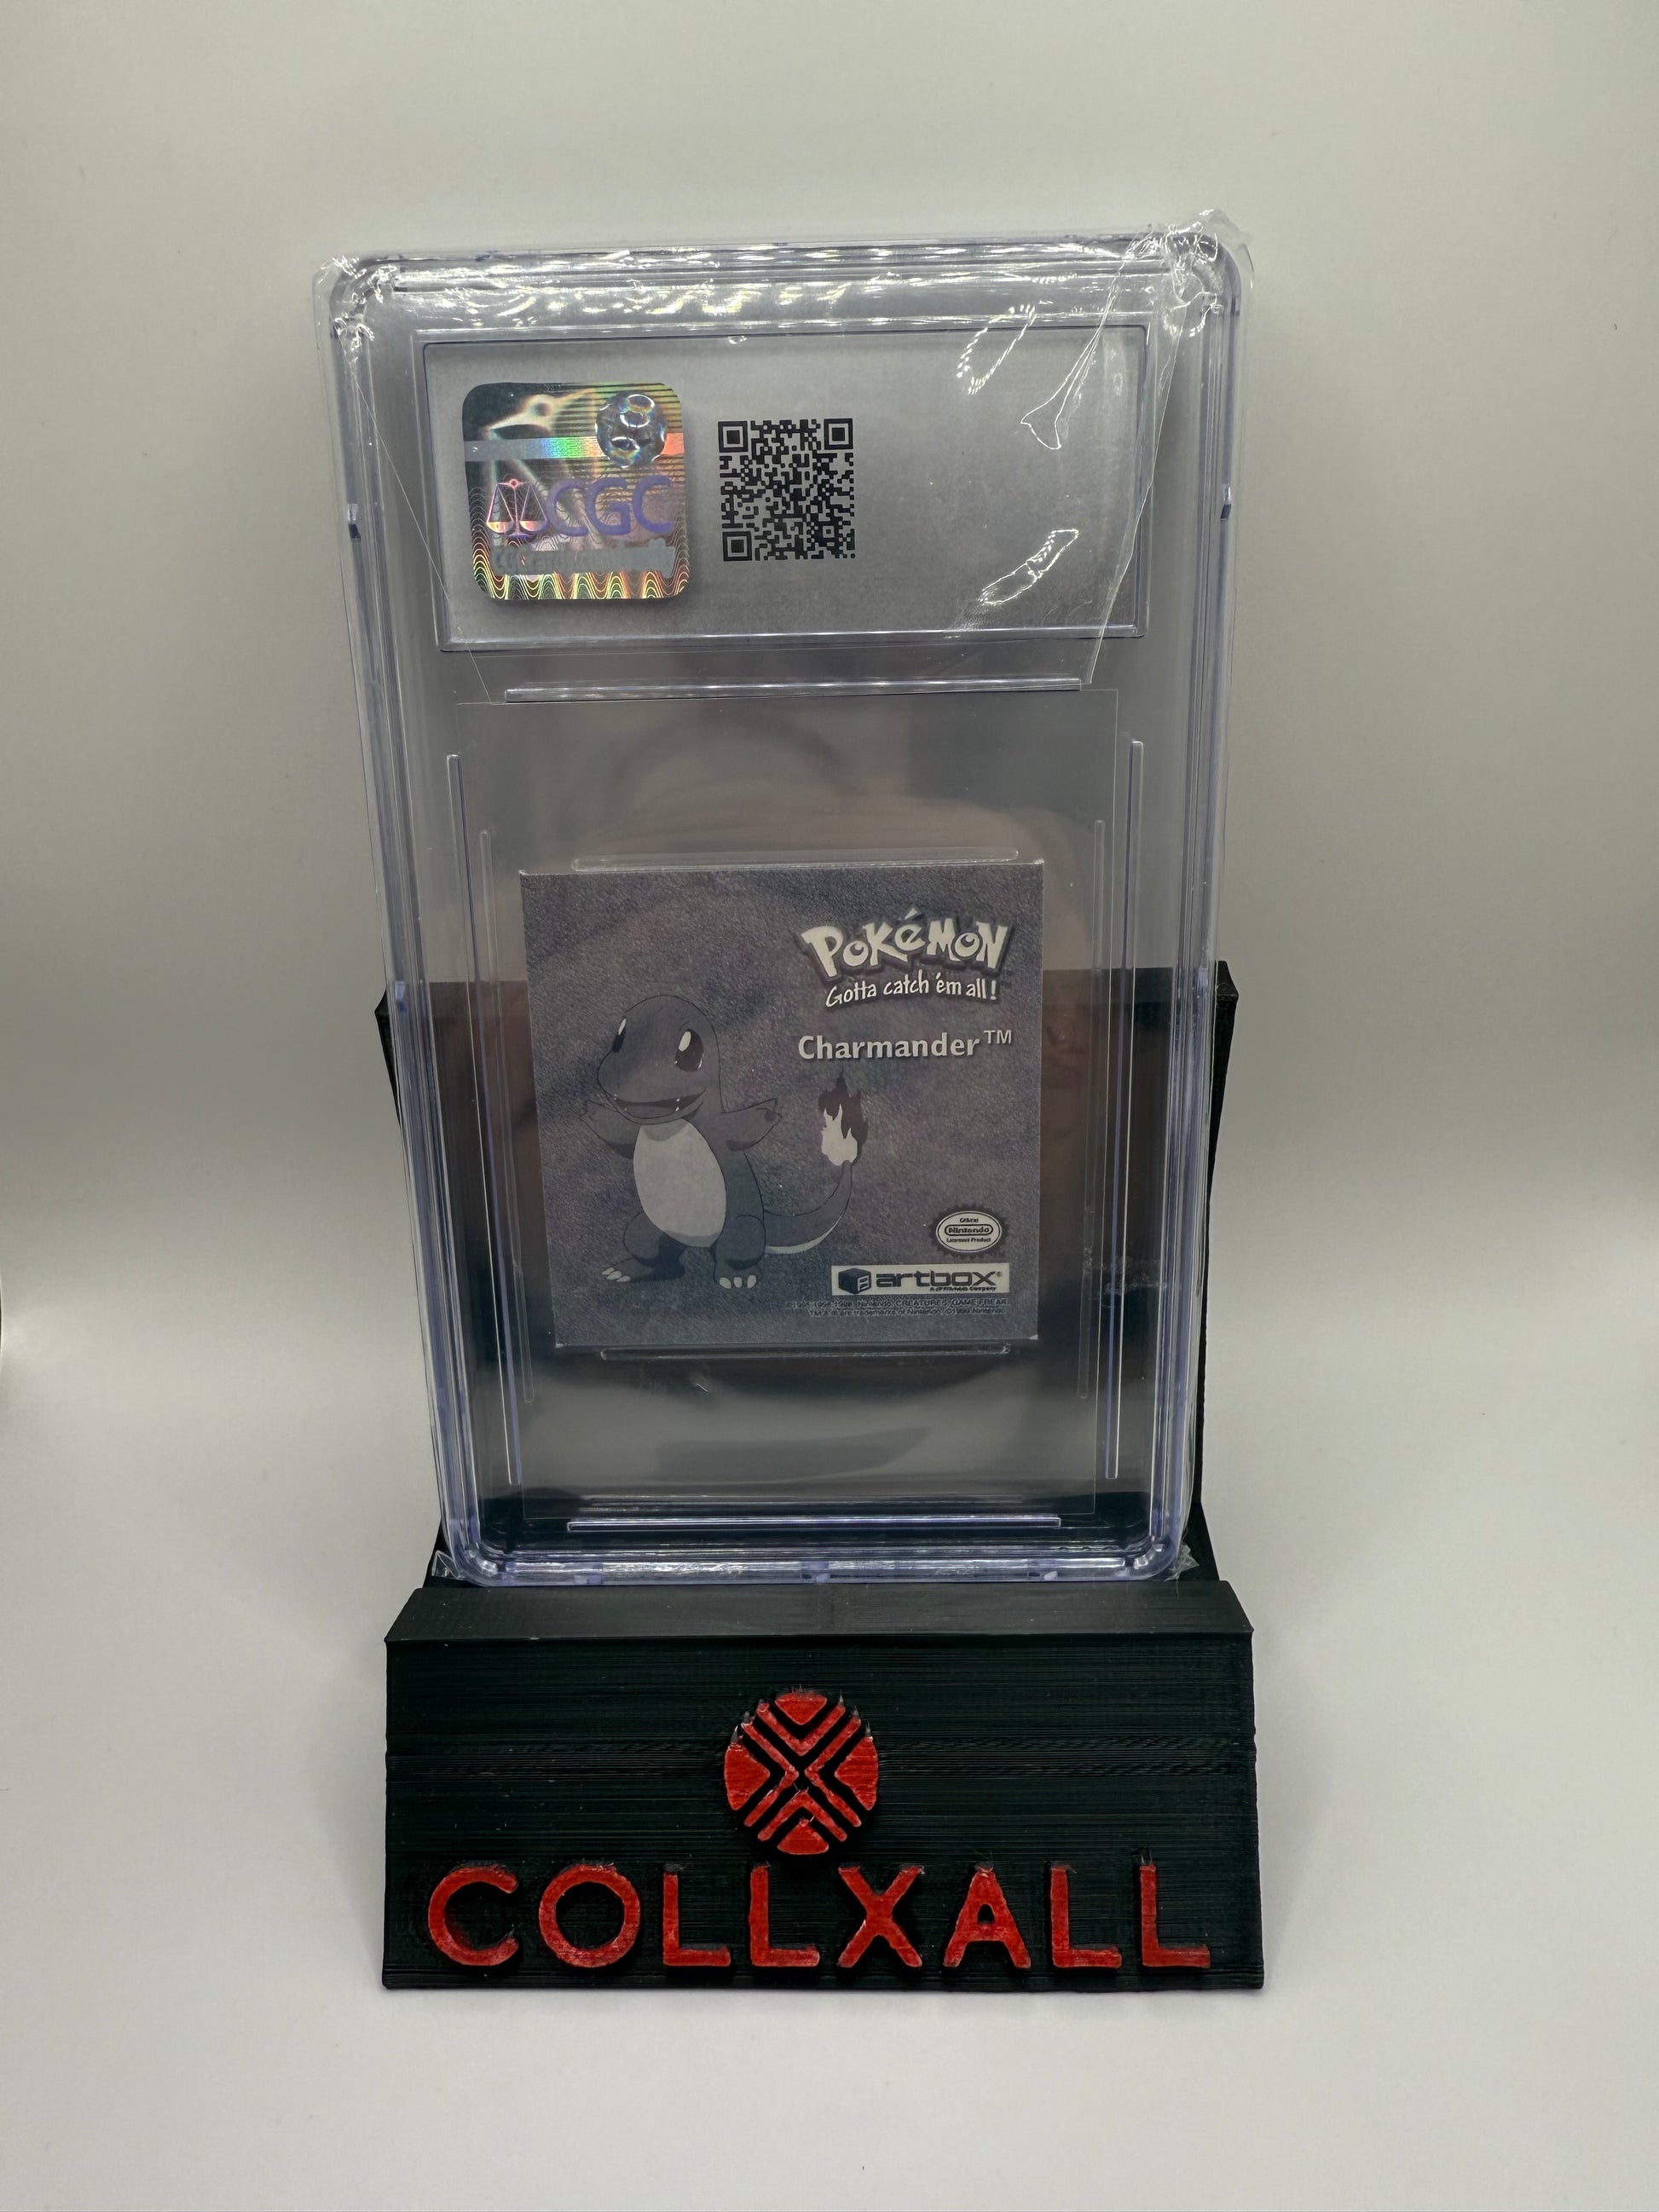 CGC
POKéMON
Gotta catch 'em all!
Charmander™
Nintendo
artbox®
COLLXALL